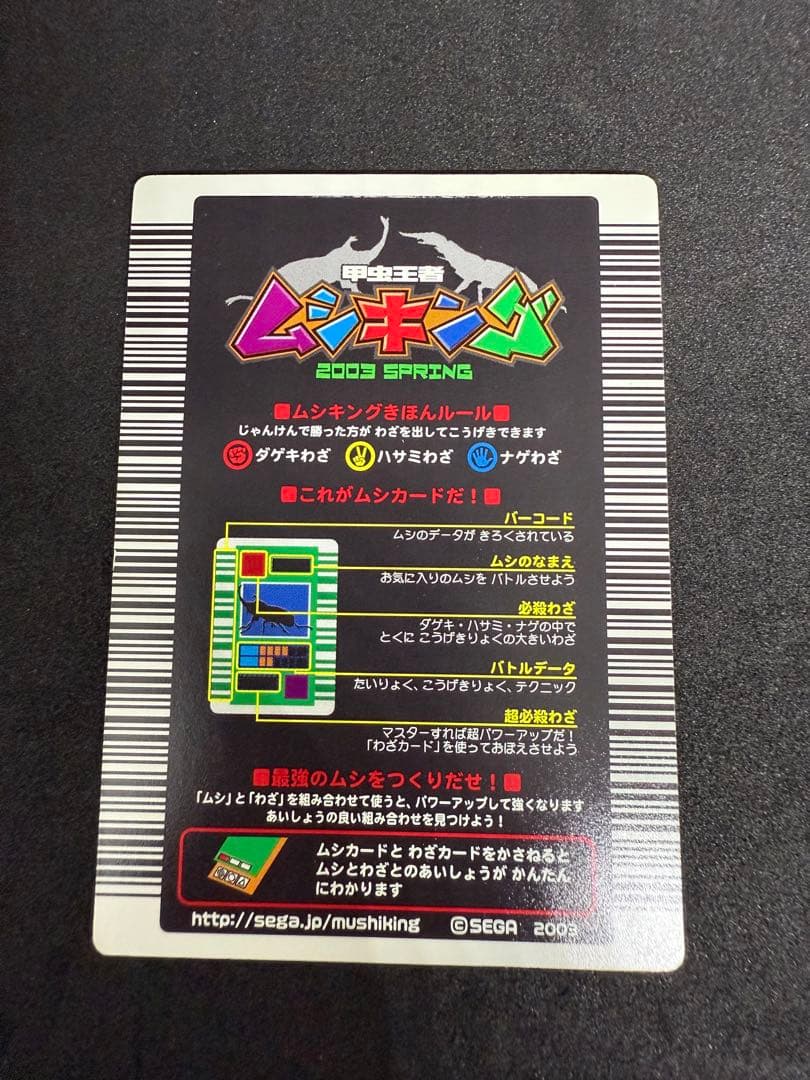 甲虫王者
ムシキング
2003 SPRING
ムシキングきほんルール
じゃんけんで勝った方が わざを出してこうげきできます
ダゲキわざ ハサミわざ ナゲわざ
これがムシカードだ！
バーコード
ムシのデータが きろくされている
ムシのなまえ
お気に入りのムシを バトルさせよう
必殺わざ
ダゲキ・ハサミ・ナゲの中で
とくに こうげきりょくの大きいわざ
バトルデータ
たいりょく、こうげきりょく、テクニック
超必殺わざ
マスターすれば超パワーアップだ！
「わざカード」を使っておぼえさせよう
最強のムシをつくりだせ！
「ムシ」と「わざ」を組み合わせて使うと、パワーアップして強くなります
あいしょうの良い組み合わせを見つけよう！
ムシカードと わざカードをかさねると
ムシとわざとのあいしょうが かんたん
にわかります
http://sega.jp/mushiking ©SEGA 2003